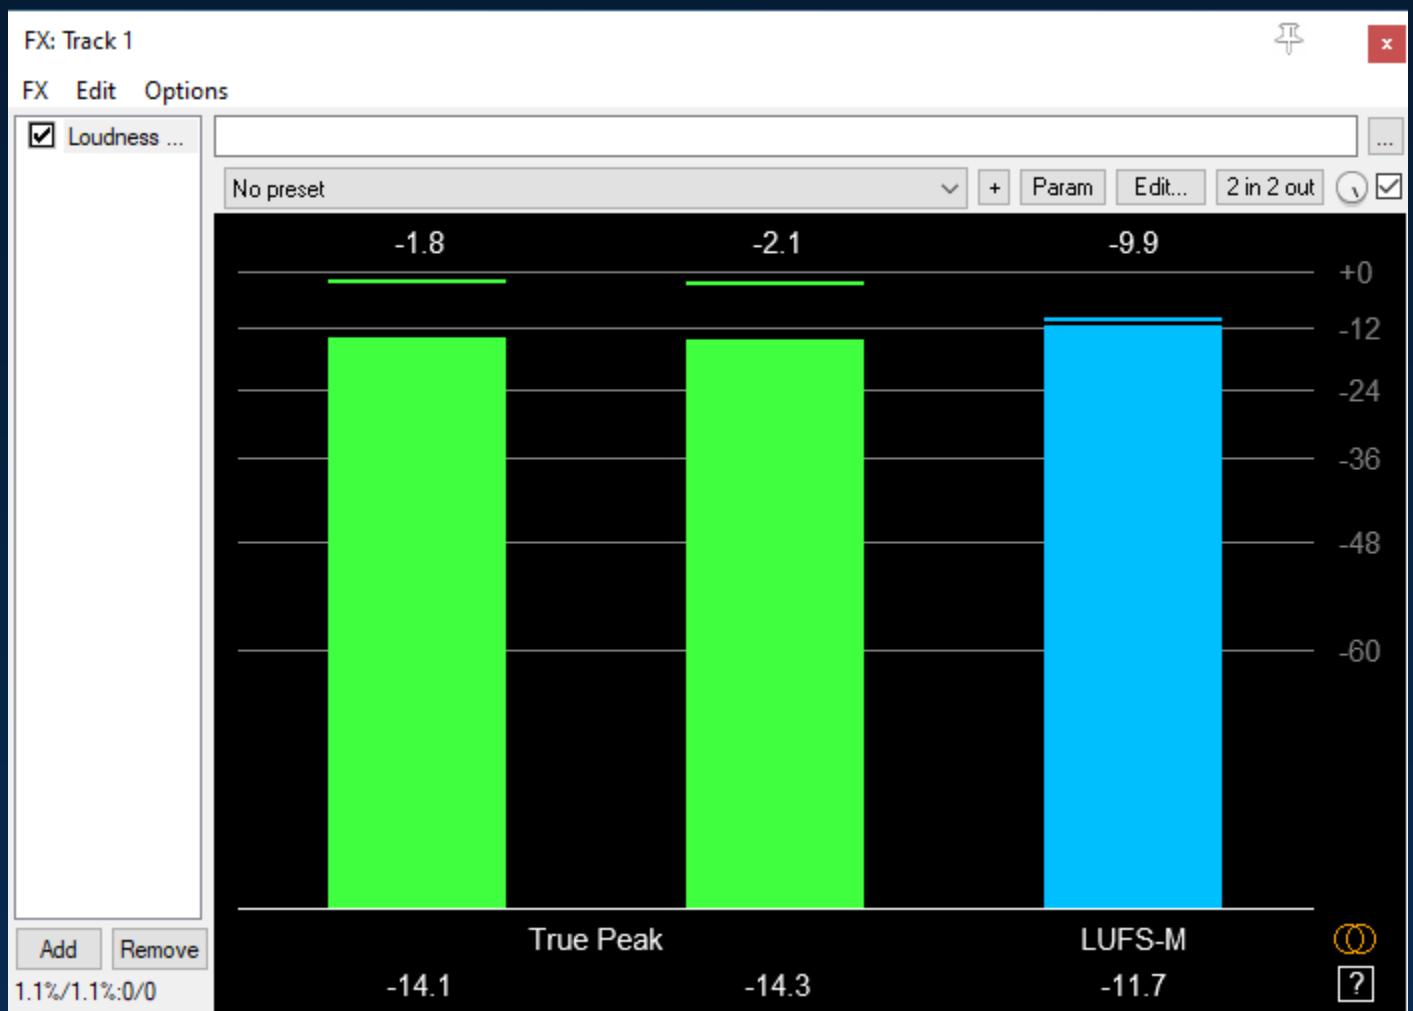 FX: Track 1
x
FX Edit Options
Loudness ...
...
No preset + Param Edit... 2 in 2 out
-1.8 -2.1 -9.9
+0
-12
-24
-36
-48
-60
True Peak LUFS-M
Add Remove
-14.1 -14.3 -11.7 ?
1.1%/1.1%:0/0